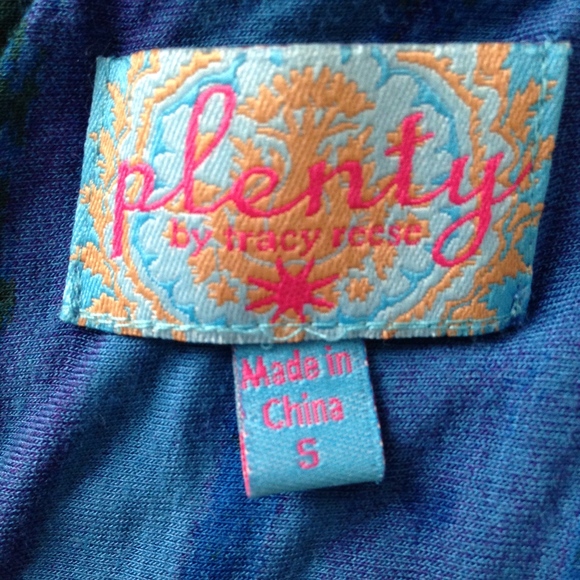 plenty
by tracy reese
Made in
China
S